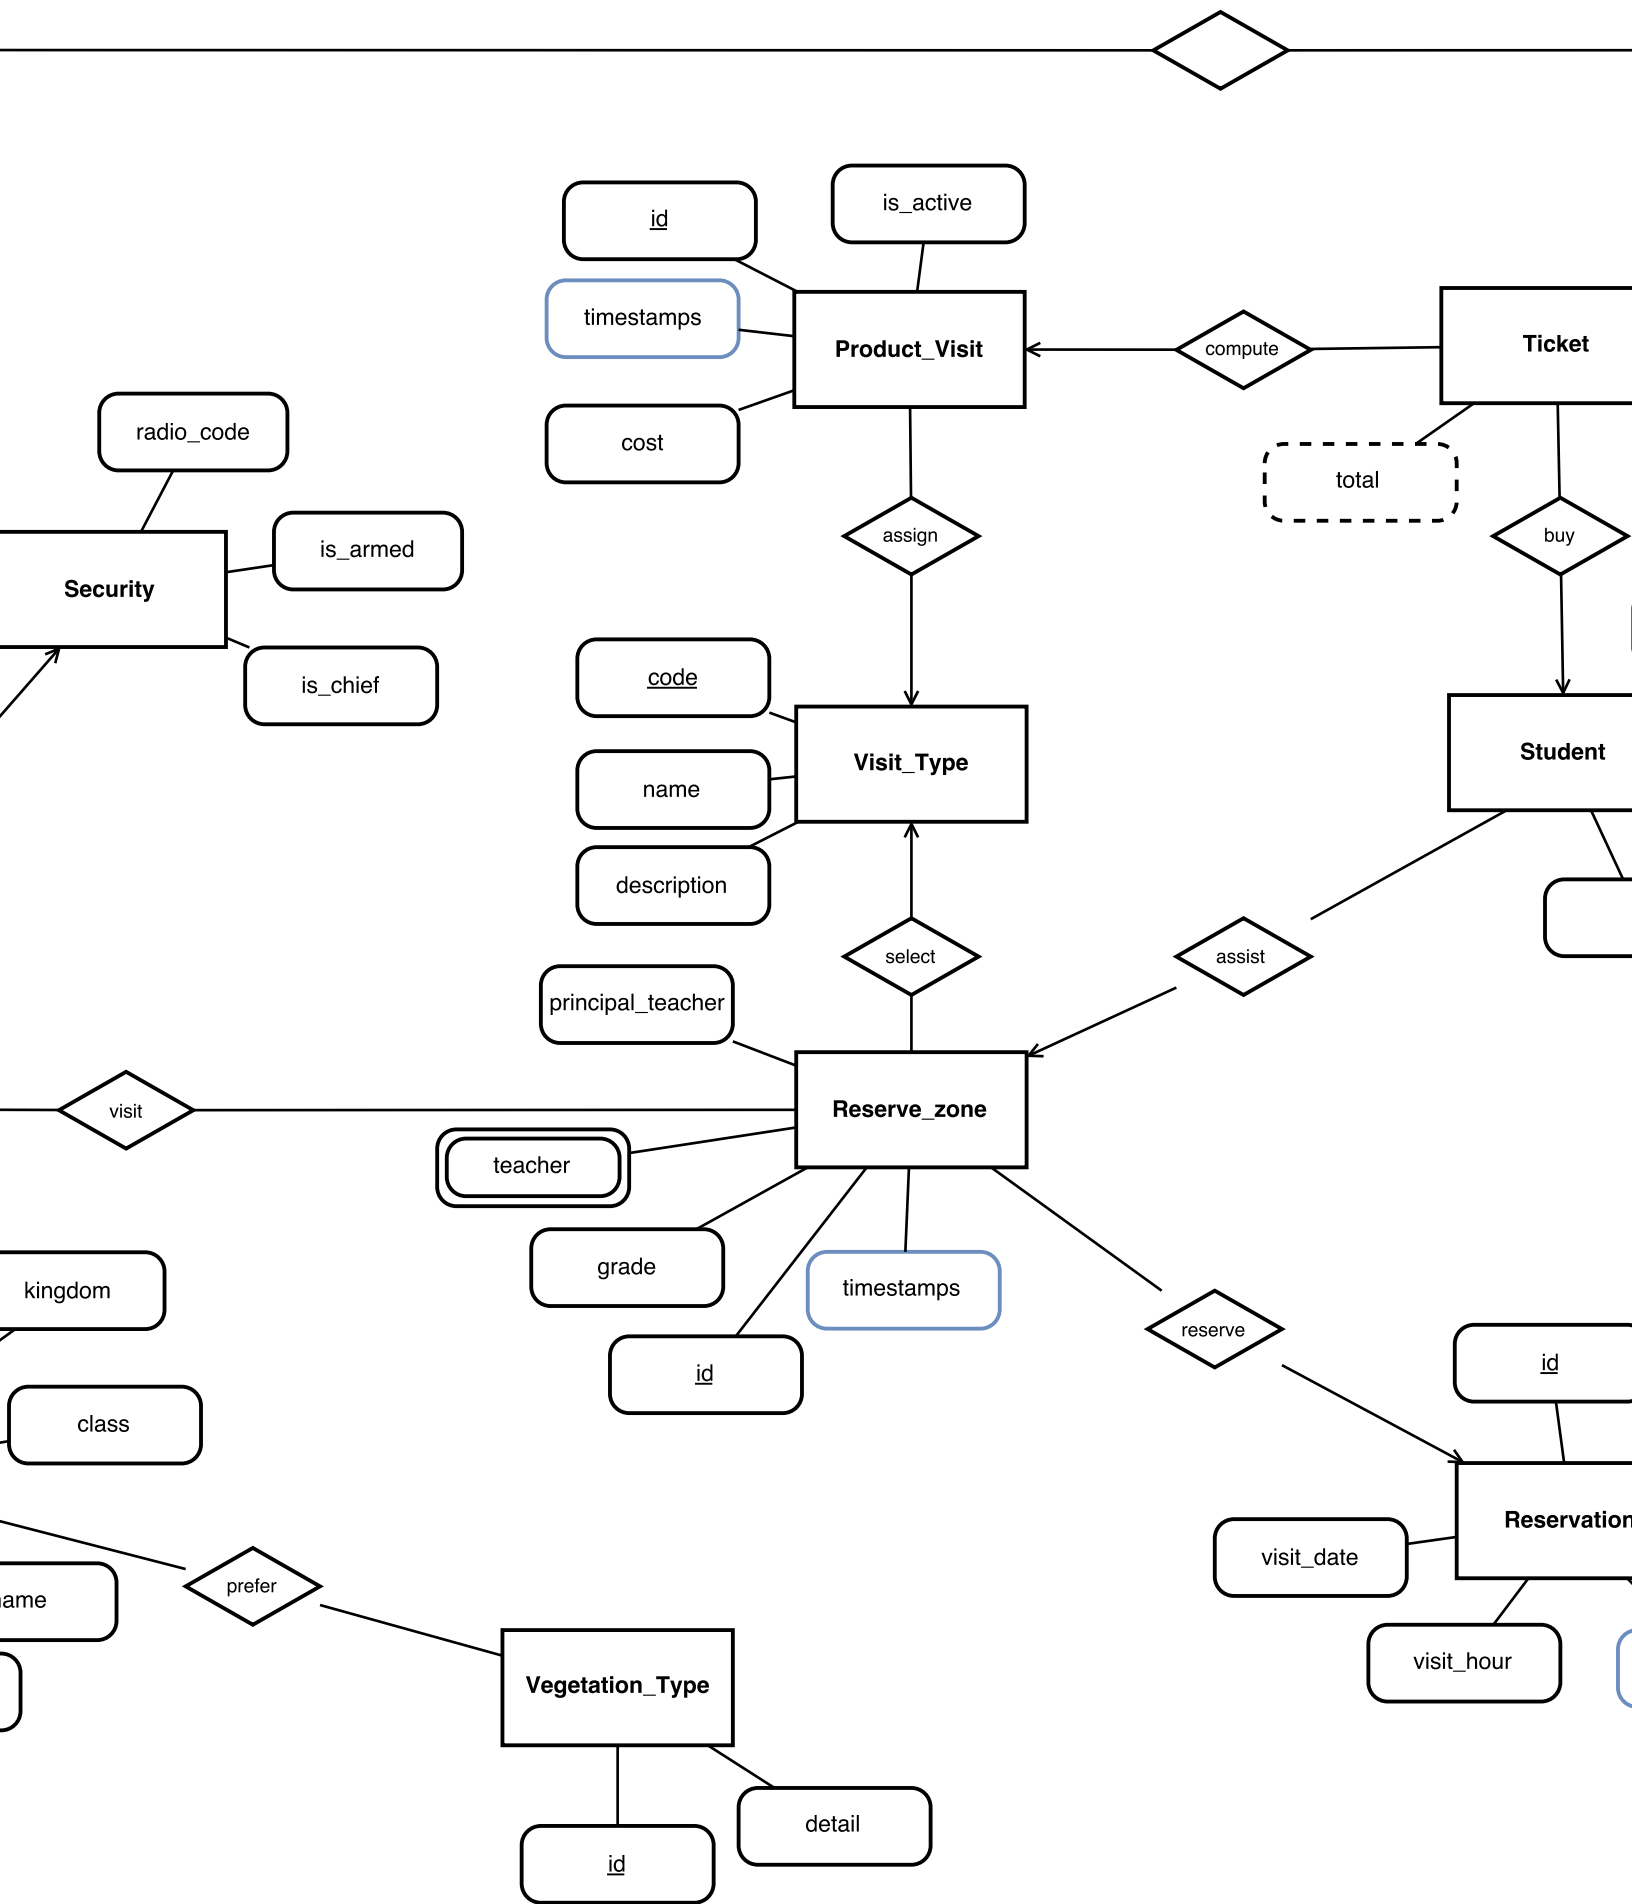 is_active
id
timestamps
Product_Visit
compute
Ticket
cost
radio_code
total
assign
buy
is_armed
Security
is_chief
code
Visit_Type
Student
name
description
select
assist
principal_teacher
visit
Reserve_zone
teacher
grade
timestamps
kingdom
reserve
id
id
class
Reservation
visit_date
prefer
visit_hour
Vegetation_Type
detail
id